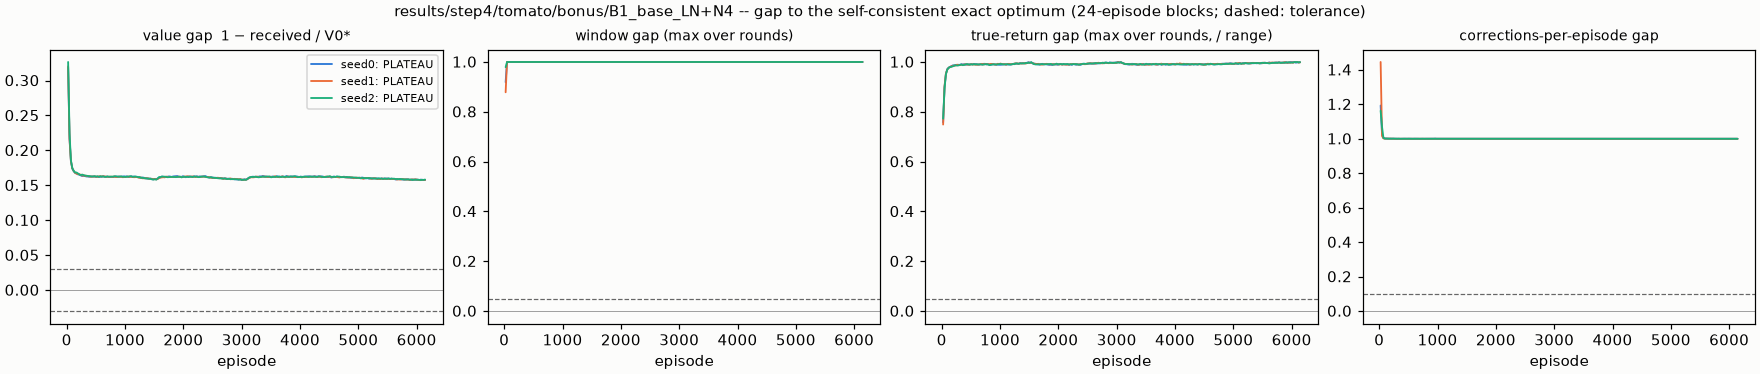 results/step4/tomato/bonus/B1_base_LN+N4 -- gap to the self-consistent exact optimum (24-episode blocks; dashed: tolerance)
value gap 1 − received / V0*
0.30
0.25
0.20
0.15
0.10
0.05
0.00
seed0: PLATEAU
seed1: PLATEAU
seed2: PLATEAU
0 1000 2000 3000 4000 5000 6000
episode
window gap (max over rounds)
1.0
0.8
0.6
0.4
0.2
0.0
0 1000 2000 3000 4000 5000 6000
episode
true-return gap (max over rounds, / range)
1.0
0.8
0.6
0.4
0.2
0.0
0 1000 2000 3000 4000 5000 6000
episode
corrections-per-episode gap
1.4
1.2
1.0
0.8
0.6
0.4
0.2
0.0
0 1000 2000 3000 4000 5000 6000
episode